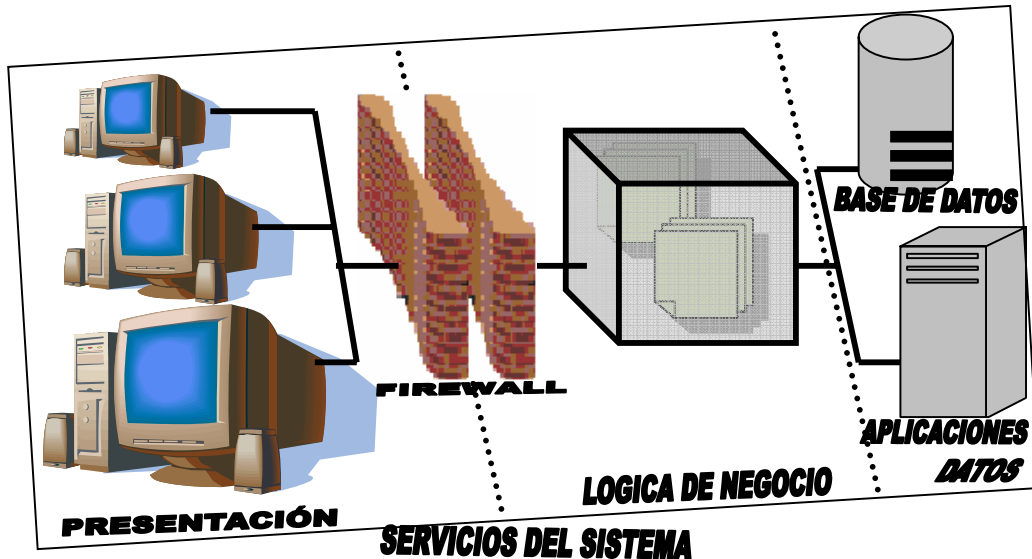 BASE DE DATOS
FIREWALL
APLICACIONES
DATOS
LOGICA DE NEGOCIO
PRESENTACIÓN
SERVICIOS DEL SISTEMA